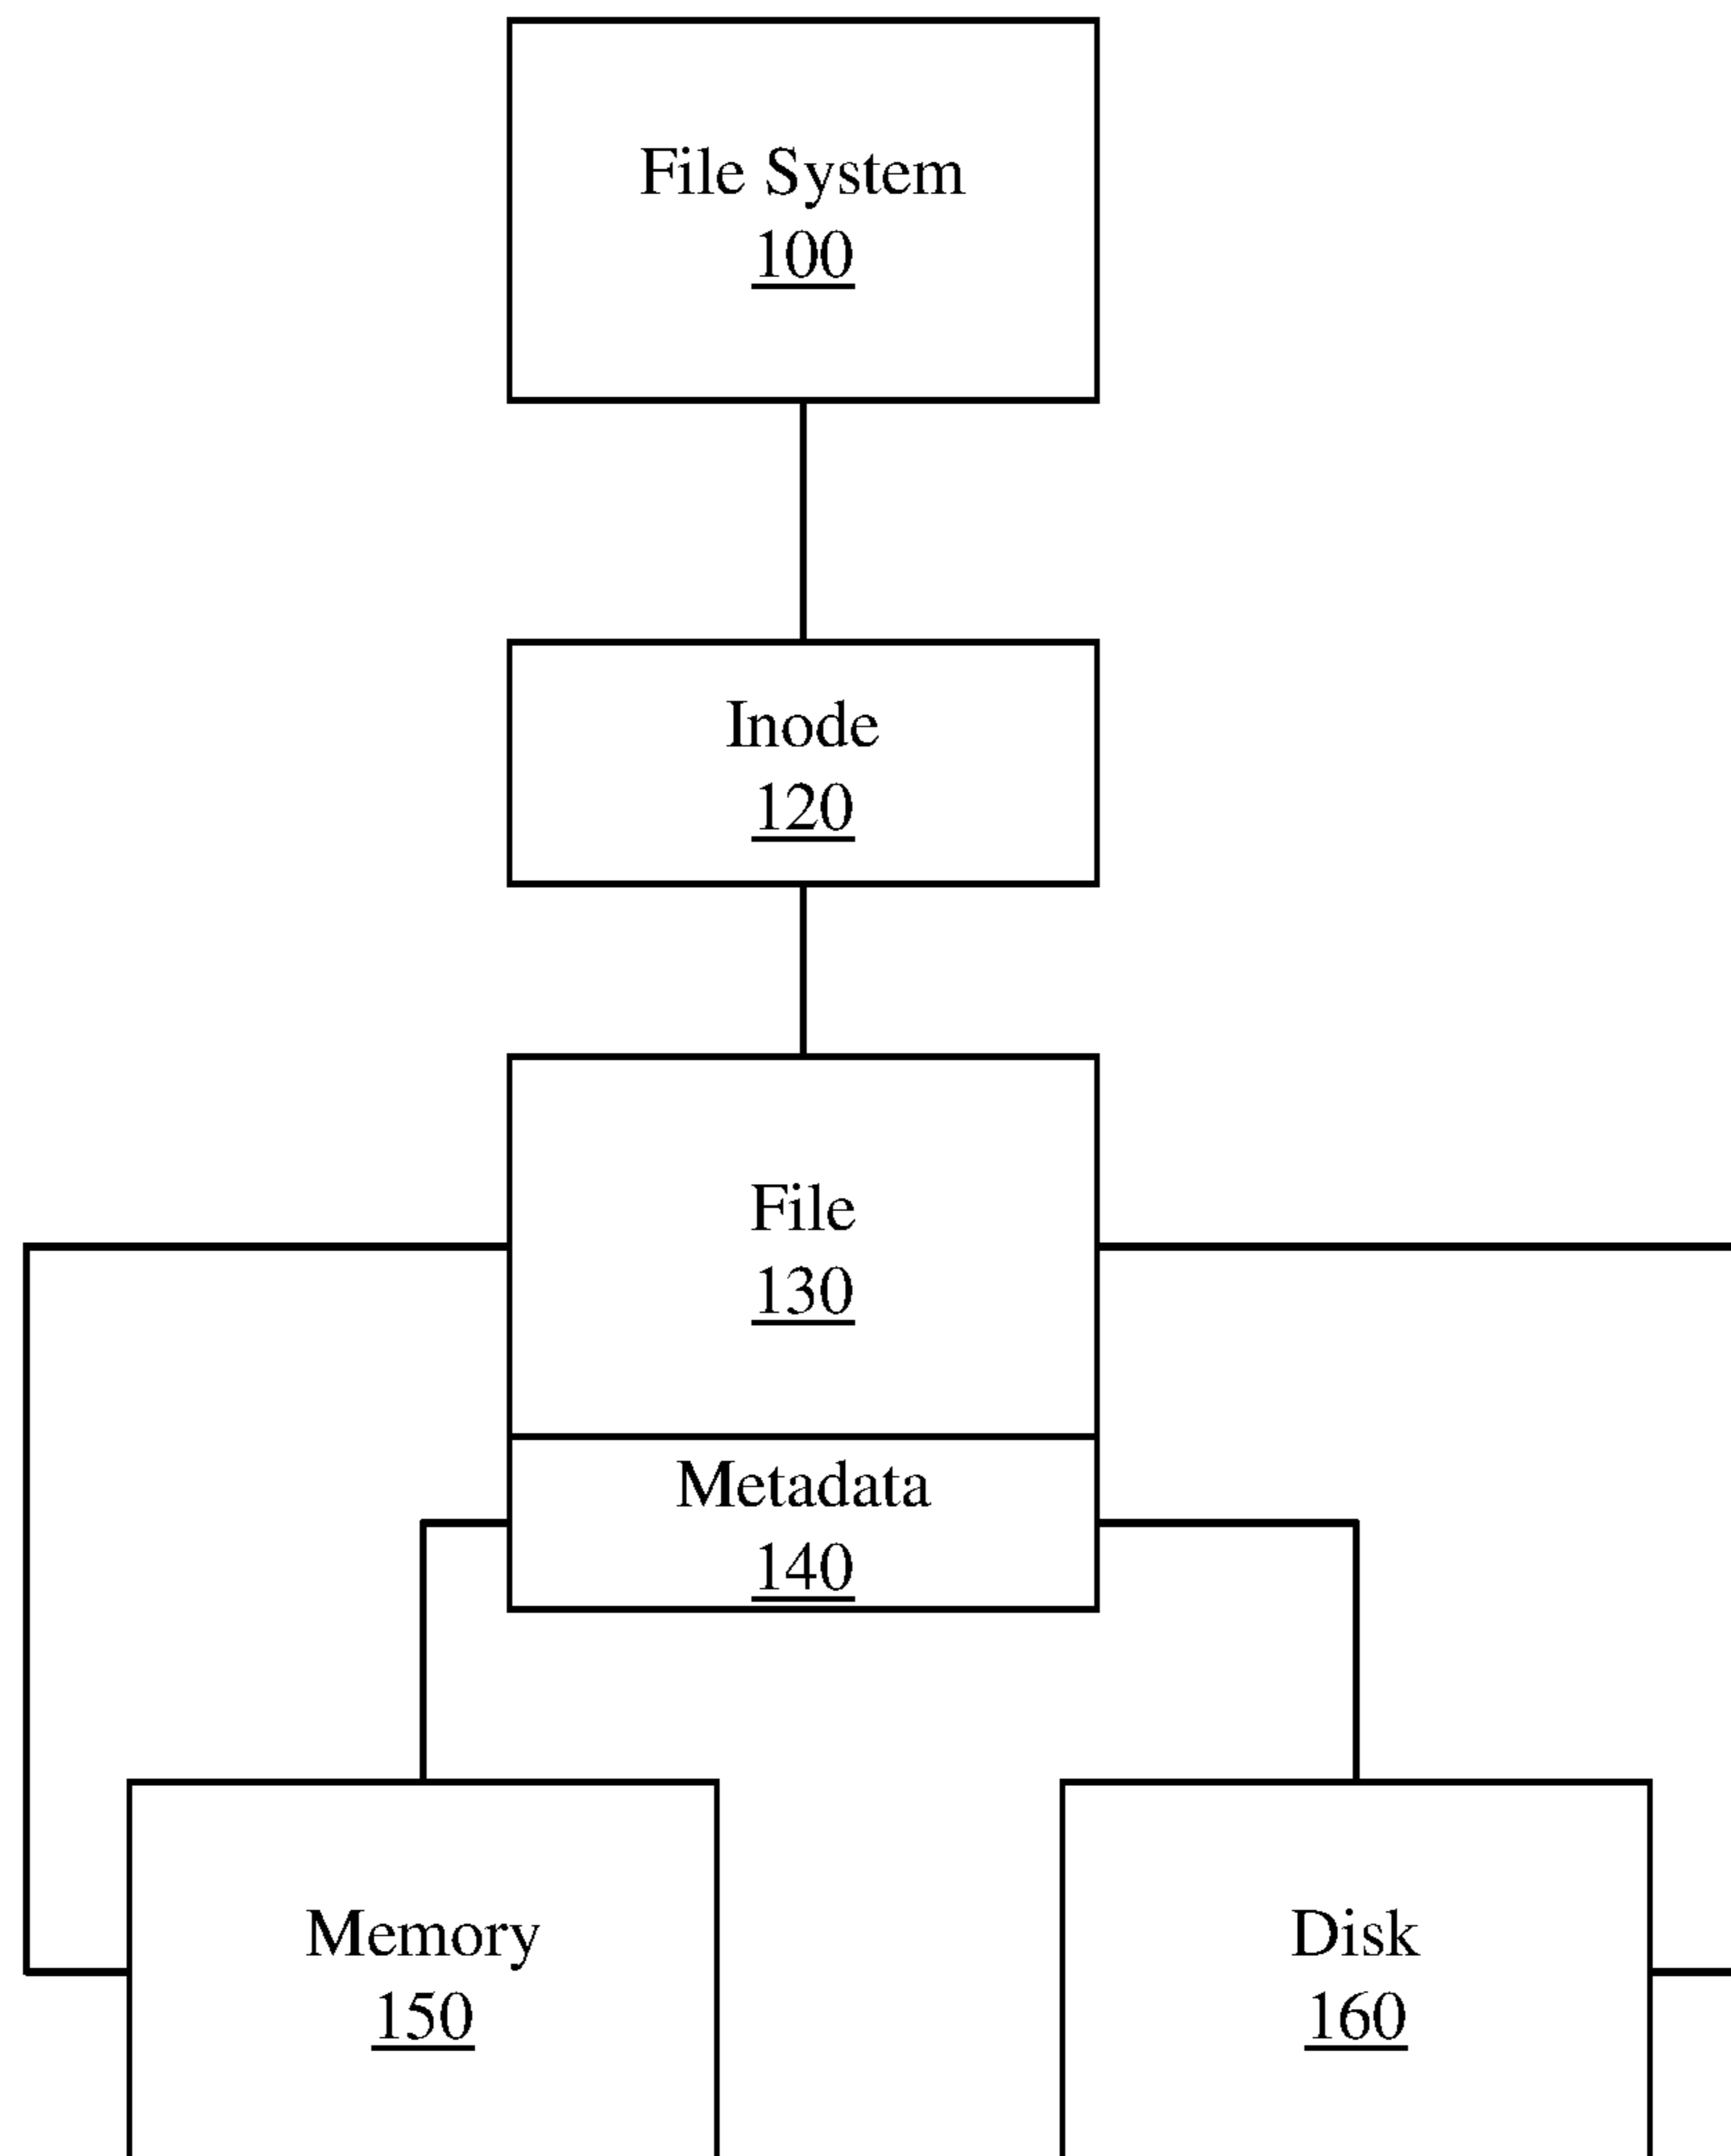 File System
100
Inode
120
File
130
Metadata
140
Memory
150
Disk
160